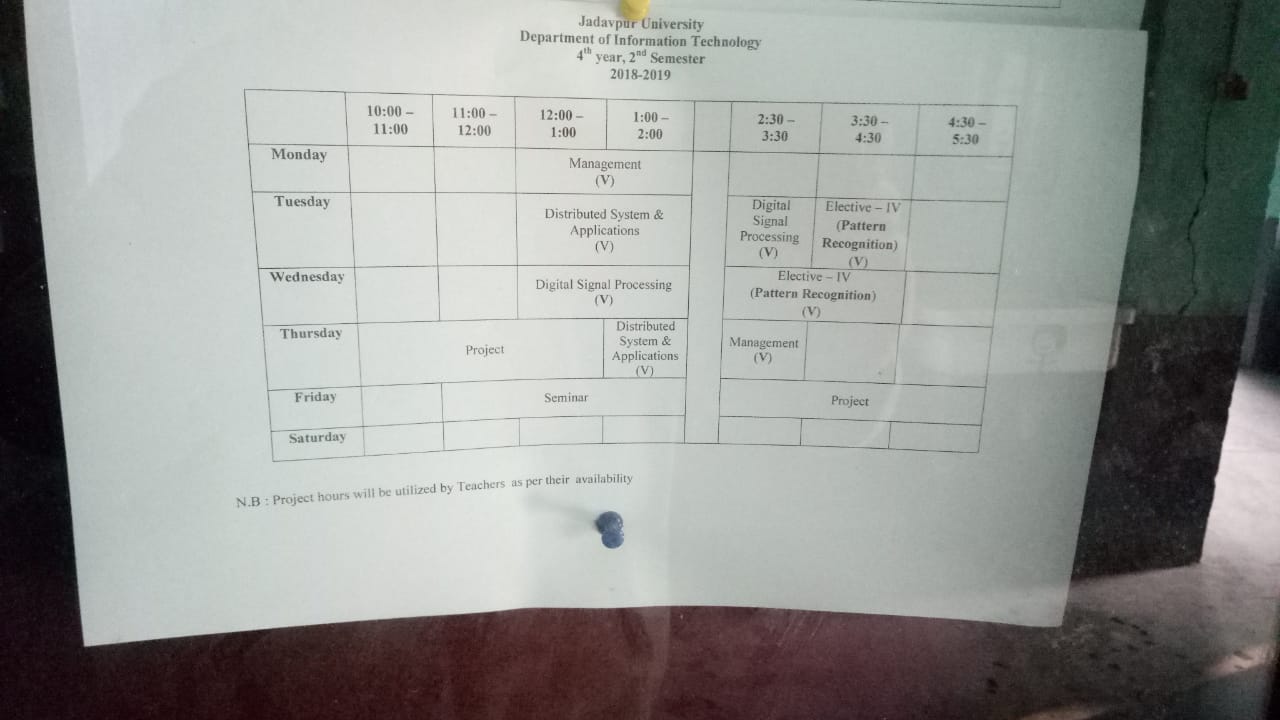 Jadavpur University
Department of Information Technology
4th year, 2nd Semester
2018-2019
10:00 – 11:00
11:00 – 12:00
12:00 – 1:00
1:00 – 2:00
2:30 – 3:30
3:30 – 4:30
4:30 – 5:30
Monday
Management
(V)
Tuesday
Distributed System &
Applications
(V)
Digital
Signal
Processing
(V)
Elective – IV
(Pattern
Recognition)
(V)
Wednesday
Digital Signal Processing
(V)
Elective – IV
(Pattern Recognition)
(V)
Thursday
Project
Distributed
System &
Applications
(V)
Management
(V)
Friday
Seminar
Project
Saturday
N.B : Project hours will be utilized by Teachers as per their availability